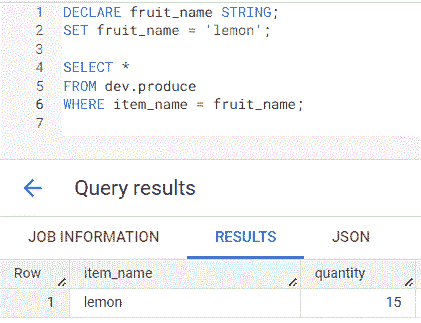 1 DECLARE fruit_name STRING;
2 SET fruit_name = 'lemon';
3
4 SELECT *
5 FROM dev.produce
6 WHERE item_name = fruit_name;
7
Query results
JOB INFORMATION RESULTS JSON
Row item_name quantity
1 lemon 15